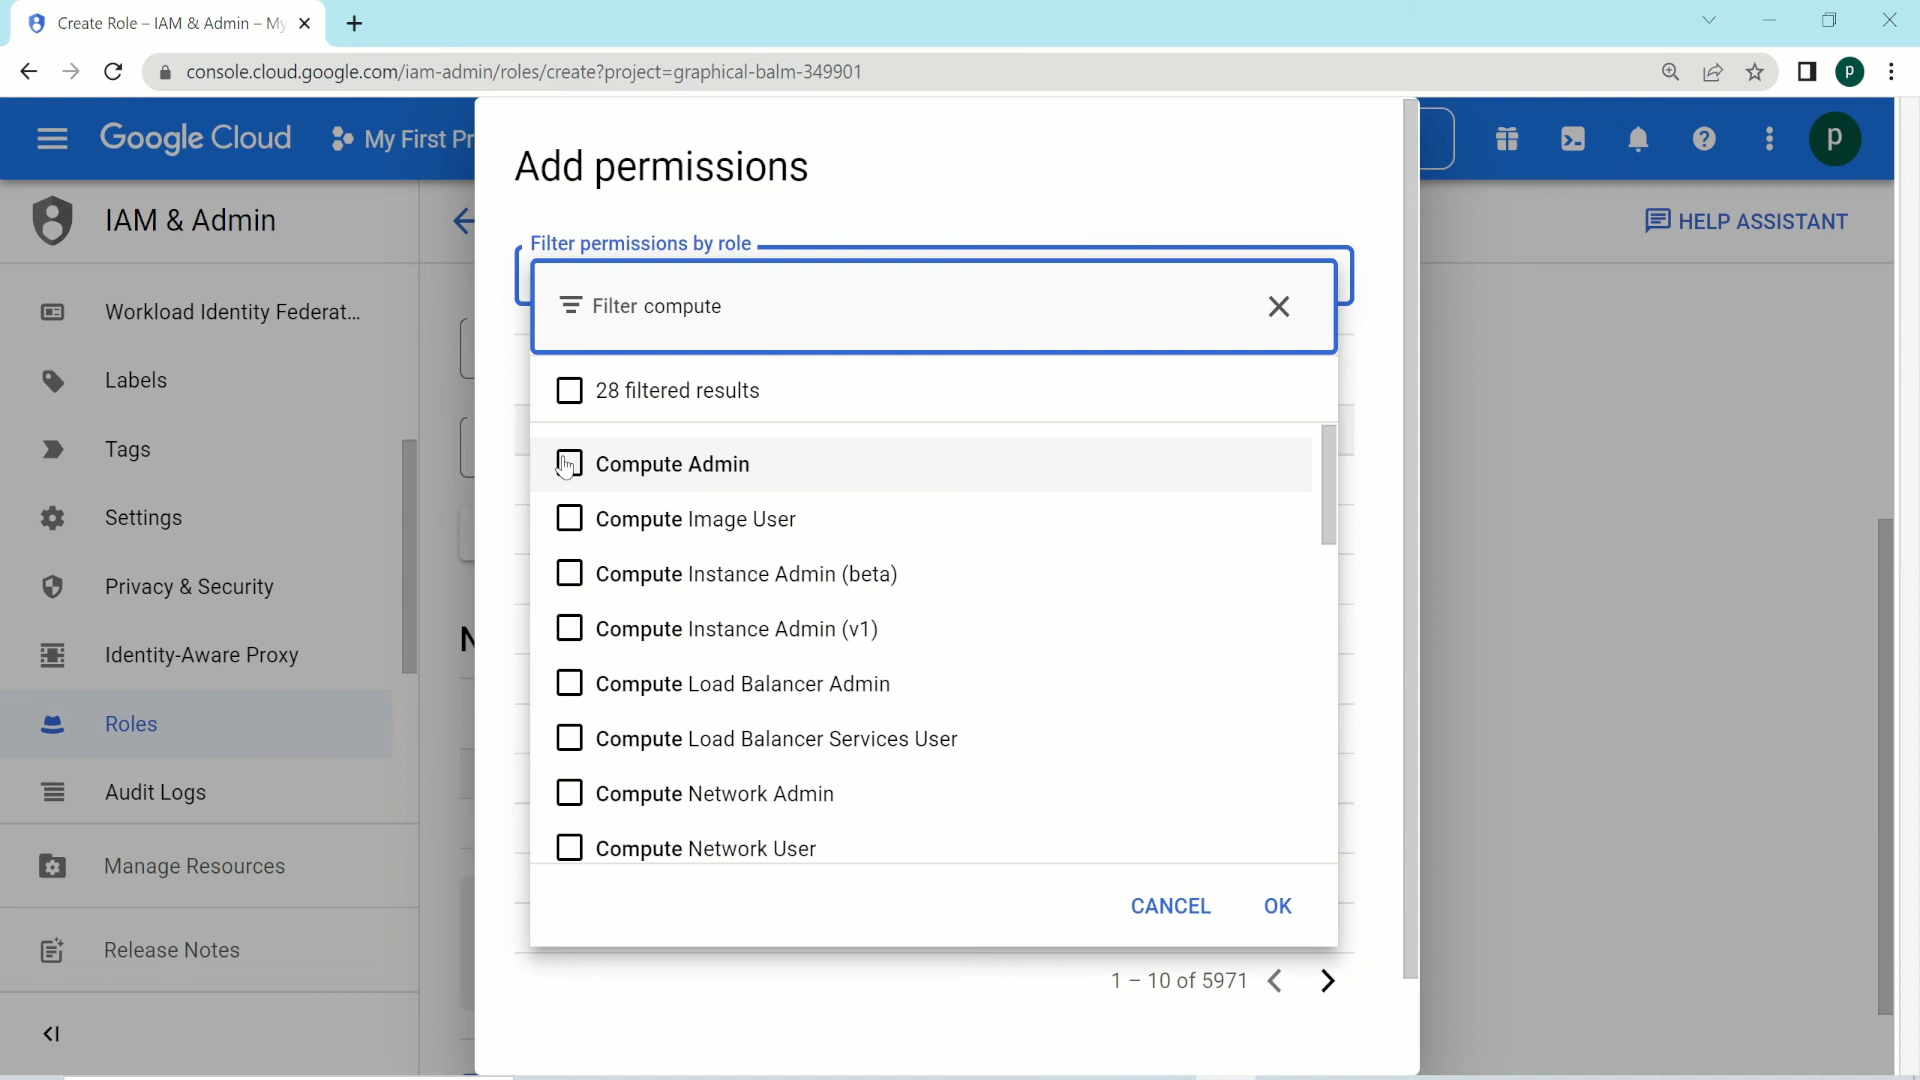 Create Role – IAM & Admin – My
console.cloud.google.com/iam-admin/roles/create?project=graphical-balm-349901
p
Google Cloud
My First Pr
p
IAM & Admin
HELP ASSISTANT
Workload Identity Federat...
Labels
Tags
Settings
Privacy & Security
Identity-Aware Proxy
Roles
Audit Logs
Manage Resources
Release Notes
N
Add permissions
Filter permissions by role
Filter compute
28 filtered results
Compute Admin
Compute Image User
Compute Instance Admin (beta)
Compute Instance Admin (v1)
Compute Load Balancer Admin
Compute Load Balancer Services User
Compute Network Admin
Compute Network User
CANCEL
OK
1 – 10 of 5971